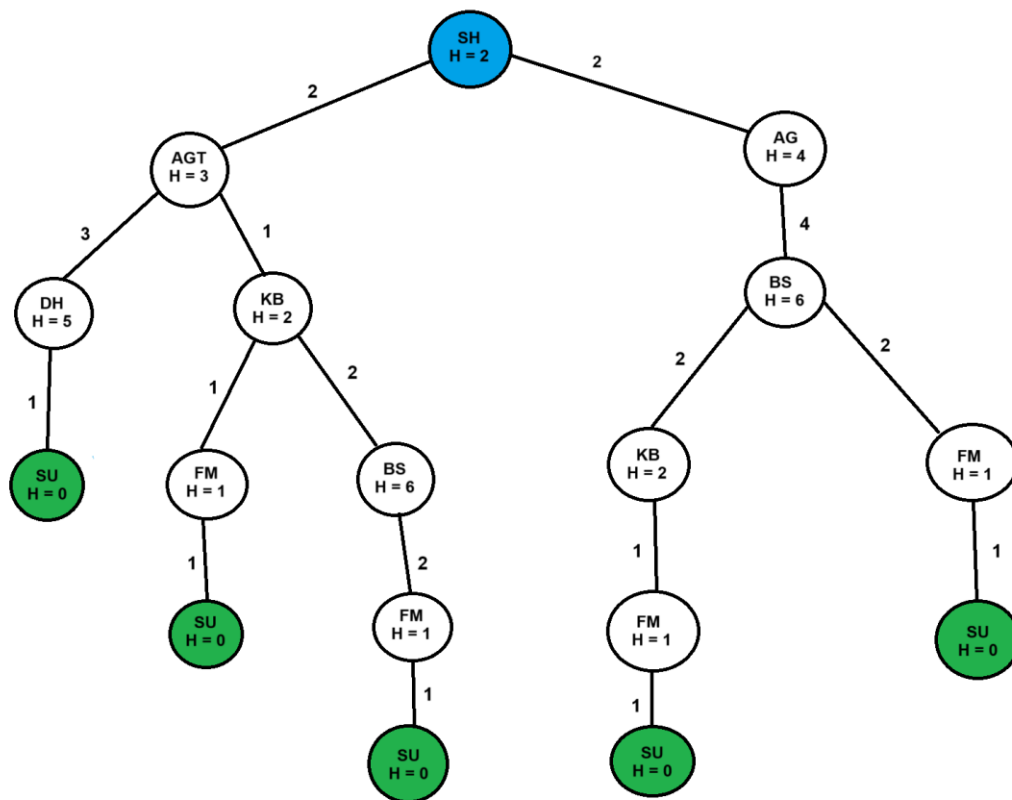 SH
H = 2
2
2
AGT
H = 3
AG
H = 4
3
1
4
DH
H = 5
KB
H = 2
BS
H = 6
1
1
2
2
2
SU
H = 0
FM
H = 1
BS
H = 6
KB
H = 2
FM
H = 1
1
2
1
1
SU
H = 0
FM
H = 1
FM
H = 1
SU
H = 0
1
1
SU
H = 0
SU
H = 0